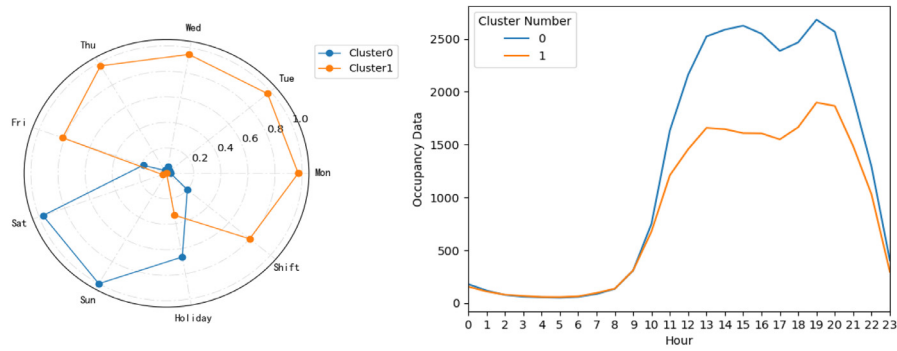 Wed
Thu
Tue
Fri
Mon
Sat
Sun
Holiday
Shift
0.2
0.4
0.6
0.8
1.0
Cluster0
Cluster1
Cluster Number
0
1
Occupancy Data
2500
2000
1500
1000
500
0
0 1 2 3 4 5 6 7 8 9 10 11 12 13 14 15 16 17 18 19 20 21 22 23
Hour